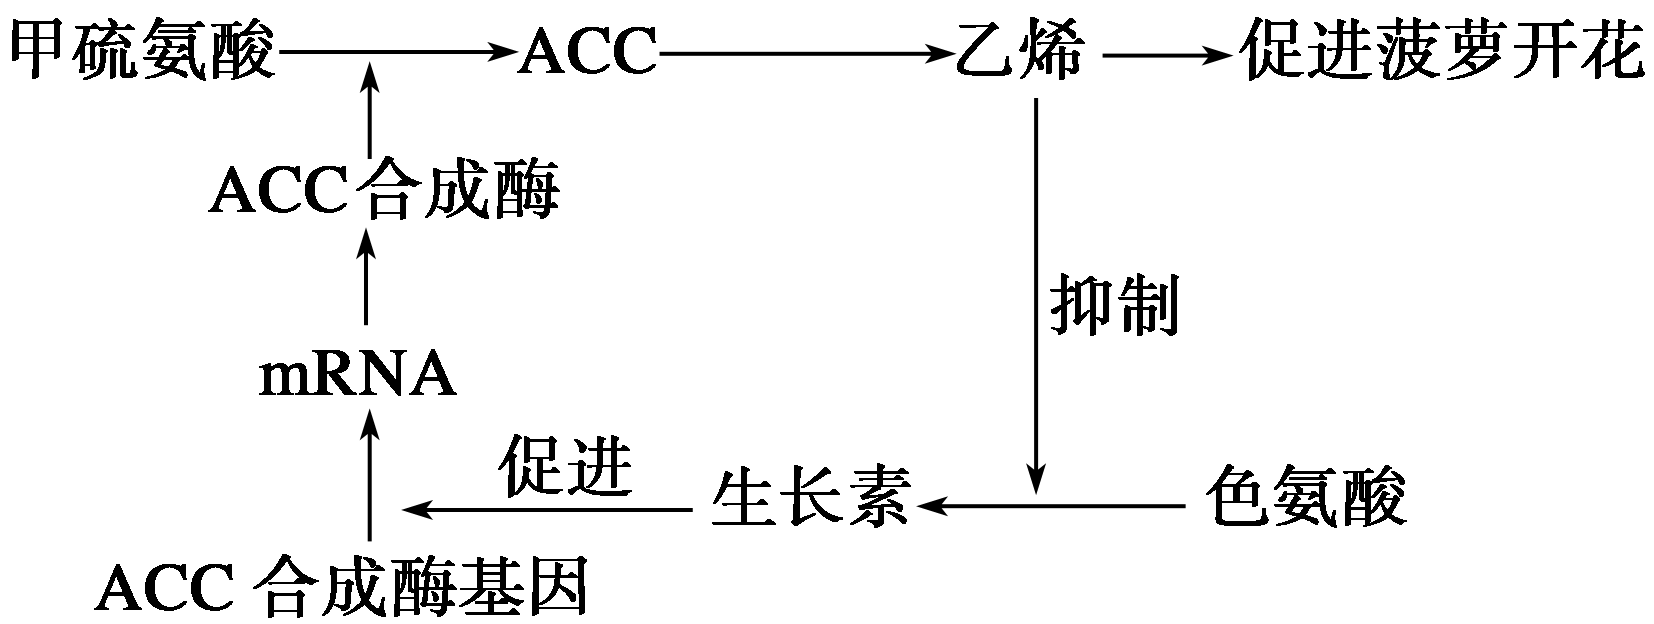 甲硫氨酸 ACC 乙烯 促进菠萝开花
ACC合成酶
抑制
mRNA
促进
生长素 色氨酸
ACC 合成酶基因